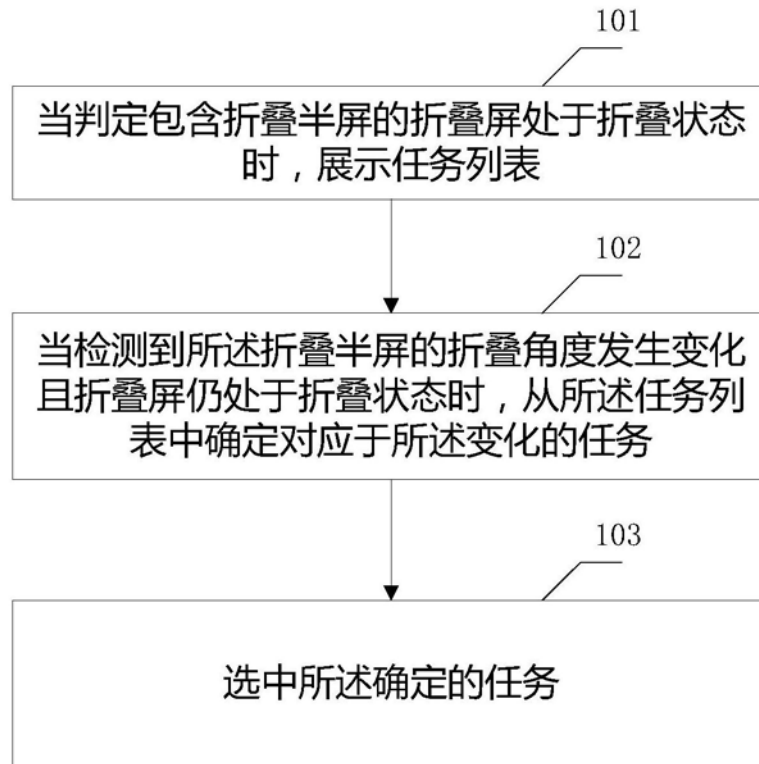 101
当判定包含折叠半屏的折叠屏处于折叠状态
时，展示任务列表
102
当检测到所述折叠半屏的折叠角度发生变化
且折叠屏仍处于折叠状态时，从所述任务列
表中确定对应于所述变化的任务
103
选中所述确定的任务